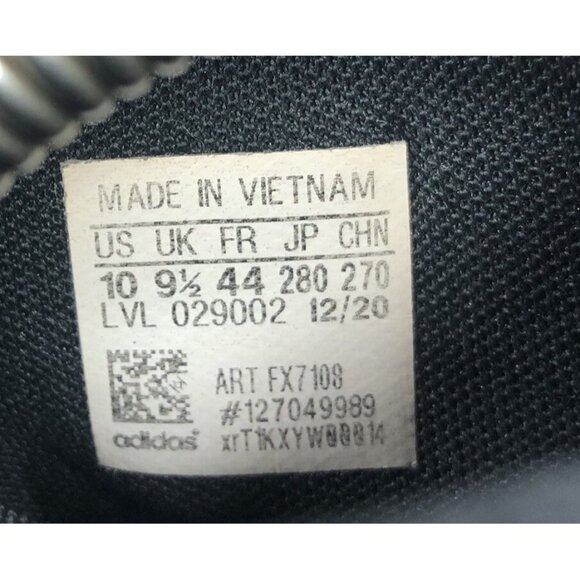 MADE IN VIETNAM
US UK FR JP CHN
10 9½ 44 280 270
LVL 029002 12/20
ART FX7108
#127049989
adidas